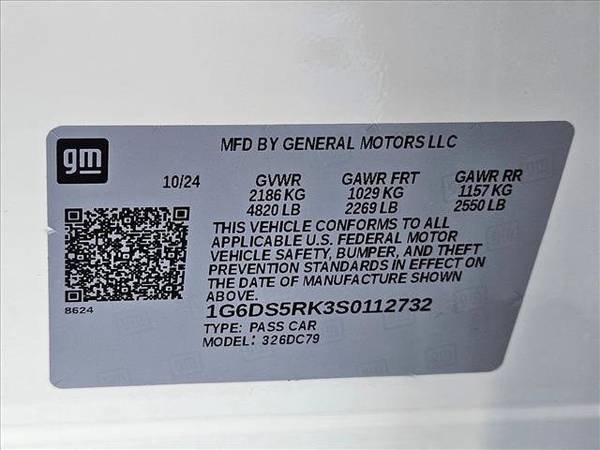 gm
MFD BY GENERAL MOTORS LLC
10/24 GVWR GAWR FRT GAWR RR
2186 KG 1029 KG 1157 KG
4820 LB 2269 LB 2550 LB
THIS VEHICLE CONFORMS TO ALL
APPLICABLE U.S. FEDERAL MOTOR
VEHICLE SAFETY, BUMPER, AND THEFT
PREVENTION STANDARDS IN EFFECT ON
THE DATE OF MANUFACTURE SHOWN
ABOVE.
8624
1G6DS5RK3S0112732
TYPE: PASS CAR
MODEL: 326DC79